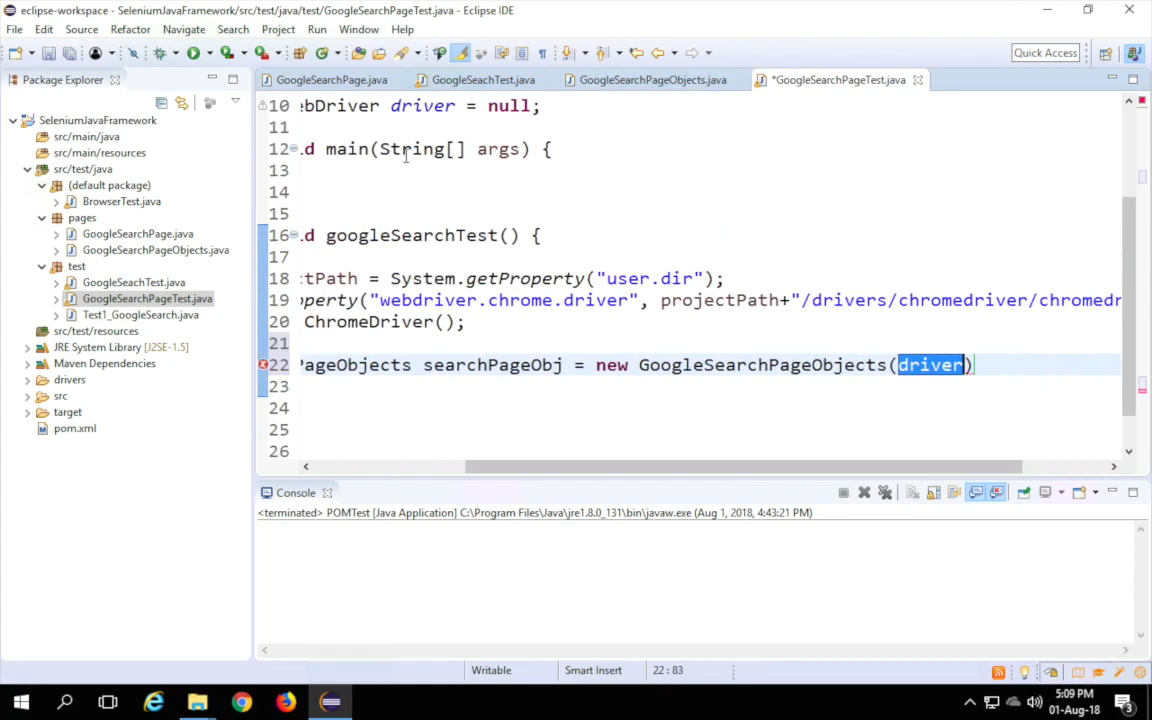 eclipse-workspace - SeleniumJavaFramework/src/test/java/test/GoogleSearchPageTest.java - Eclipse IDE
File Edit Source Refactor Navigate Search Project Run Window Help
Quick Access
Package Explorer
GoogleSearchPage.java
GoogleSeachTest.java
GoogleSearchPageObjects.java
*GoogleSearchPageTest.java
SeleniumJavaFramework
src/main/java
src/main/resources
src/test/java
(default package)
BrowserTest.java
pages
GoogleSearchPage.java
GoogleSearchPageObjects.java
test
GoogleSeachTest.java
GoogleSearchPageTest.java
Test1_GoogleSearch.java
src/test/resources
JRE System Library [J2SE-1.5]
Maven Dependencies
drivers
src
target
pom.xml
10 ebDriver driver = null;
11
12 id main(String[] args) {
13
14
15
16 id googleSearchTest() {
17
18 ctPath = System.getProperty("user.dir");
19 operty("webdriver.chrome.driver", projectPath+"/drivers/chromedriver/chromedr
20 ChromeDriver();
21
22 PageObjects searchPageObj = new GoogleSearchPageObjects(driver)
23
24
25
26
Console
<terminated> POMTest [Java Application] C:\Program Files\Java\jre1.8.0_131\bin\javaw.exe (Aug 1, 2018, 4:43:21 PM)
Writable
Smart Insert
22 : 83
5:09 PM
01-Aug-18
3